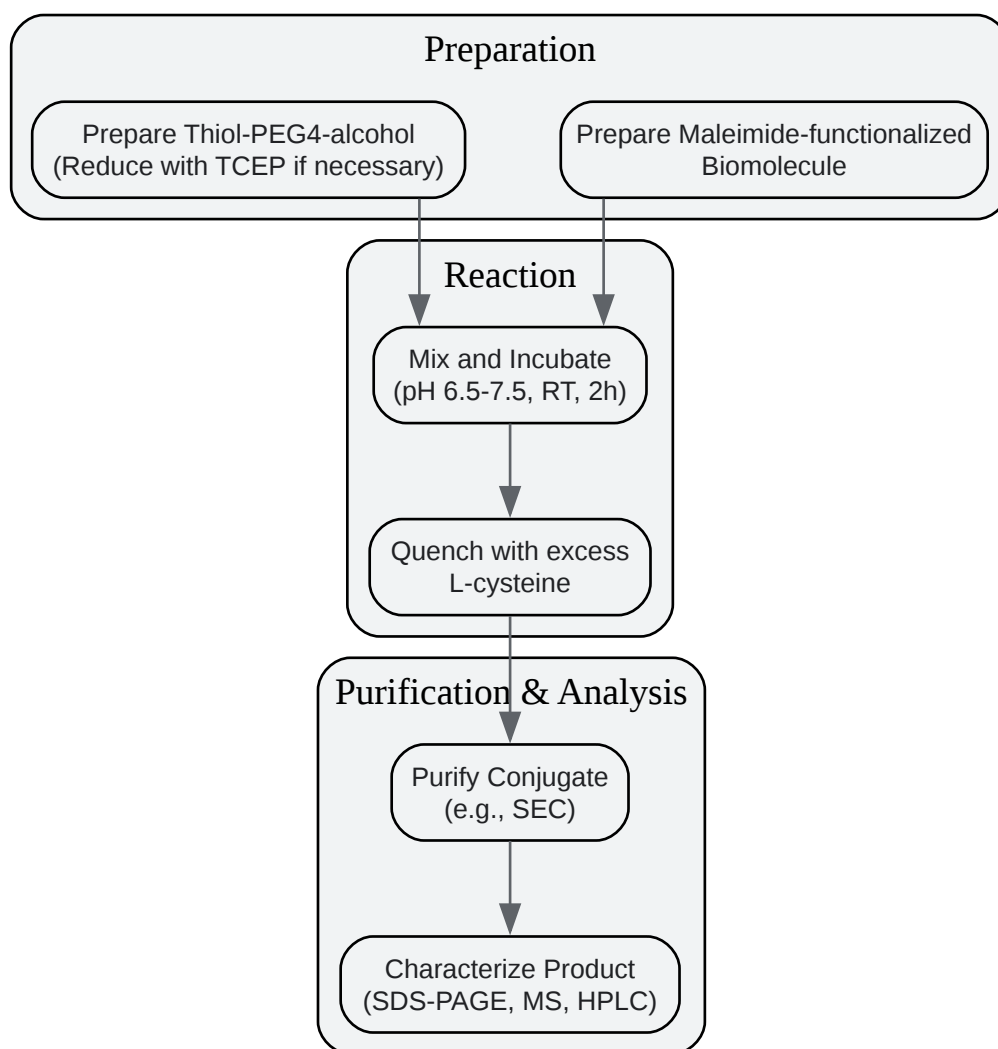 Preparation
Prepare Thiol-PEG4-alcohol
(Reduce with TCEP if necessary)
Prepare Maleimide-functionalized
Biomolecule
Reaction
Mix and Incubate
(pH 6.5-7.5, RT, 2h)
Quench with excess
L-cysteine
Purification & Analysis
Purify Conjugate
(e.g., SEC)
Characterize Product
(SDS-PAGE, MS, HPLC)